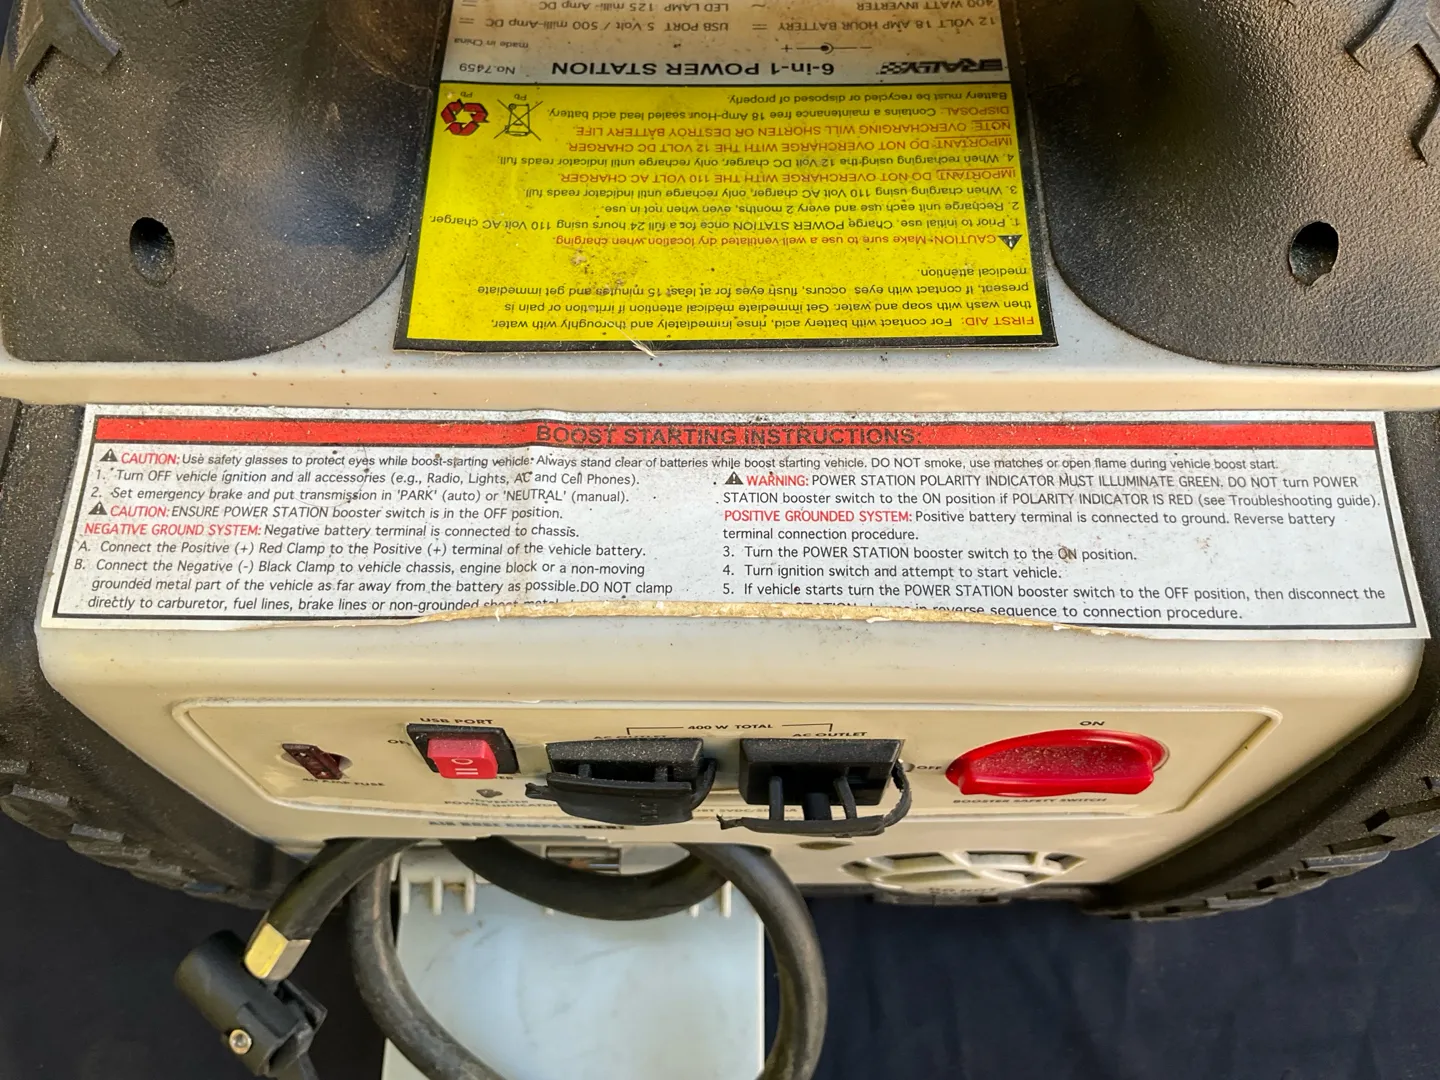 400 WATT INVERTER ~ LED LAMP 125 milli-Amp DC
12 VOLT 18 AMP HOUR BATTERY USB PORT 5 Volt / 500 milli-Amp DC
made in China
RALLY 6-in-1 POWER STATION No.7459
Battery must be recycled or disposed of properly.
DISPOSAL: Contains a maintenance free 18 Amp-Hour sealed lead acid battery.
Pb Pb
NOTE: OVERCHARGING WILL SHORTEN OR DESTROY BATTERY LIFE.
IMPORTANT: DO NOT OVERCHARGE WITH THE 12 VOLT DC CHARGER.
4. When recharging using the 12 Volt DC charger, only recharge until indicator reads full.
IMPORTANT: DO NOT OVERCHARGE WITH THE 110 VOLT AC CHARGER.
3. When charging using 110 Volt AC charger, only recharge until indicator reads full.
2. Recharge unit each use and every 2 months, even when not in use.
1. Prior to initial use. Charge POWER STATION once for a full 24 hours using 110 Volt AC charger.
CAUTION-Make sure to use a well-ventilated dry location when charging.
medical attention.
present. If contact with eyes occurs, flush eyes for at least 15 minutes and get immediate
then wash with soap and water. Get immediate medical attention if irritation or pain is
FIRST AID: For contact with battery acid, rinse immediately and thoroughly with water,
BOOST STARTING INSTRUCTIONS:
CAUTION: Use safety glasses to protect eyes while boost-starting vehicle. Always stand clear of batteries while boost starting vehicle. DO NOT smoke, use matches or open flame during vehicle boost start.
1. Turn OFF vehicle ignition and all accessories (e.g., Radio, Lights, AC and Cell Phones).
2. Set emergency brake and put transmission in 'PARK' (auto) or 'NEUTRAL' (manual).
CAUTION: ENSURE POWER STATION booster switch is in the OFF position.
NEGATIVE GROUND SYSTEM: Negative battery terminal is connected to chassis.
A. Connect the Positive (+) Red Clamp to the Positive (+) terminal of the vehicle battery.
B. Connect the Negative (-) Black Clamp to vehicle chassis, engine block or a non-moving
grounded metal part of the vehicle as far away from the battery as possible.DO NOT clamp
directly to carburetor, fuel lines, brake lines or non-grounded sheet metal
WARNING: POWER STATION POLARITY INDICATOR MUST ILLUMINATE GREEN. DO NOT turn POWER
STATION booster switch to the ON position if POLARITY INDICATOR IS RED (see Troubleshooting guide).
POSITIVE GROUNDED SYSTEM: Positive battery terminal is connected to ground. Reverse battery
terminal connection procedure.
3. Turn the POWER STATION booster switch to the ON position.
4. Turn ignition switch and attempt to start vehicle.
5. If vehicle starts turn the POWER STATION booster switch to the OFF position, then disconnect the
STATION in reverse sequence to connection procedure.
USB PORT
400 W TOTAL
AC OUTLET
AC OUTLET
ON
OFF
BOOSTER SAFETY SWITCH
AMP FUSE
AIR HOSE COMPARTMENT
DO NOT